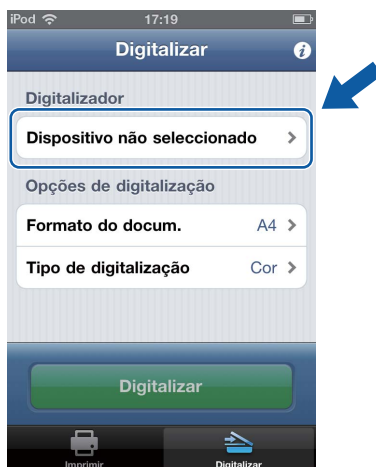 iPod 17:19
Digitalizar
Digitalizador
Dispositivo não seleccionado
Opções de digitalização
Formato do docum. A4
Tipo de digitalização Cor
Digitalizar
Imprimir Digitalizar